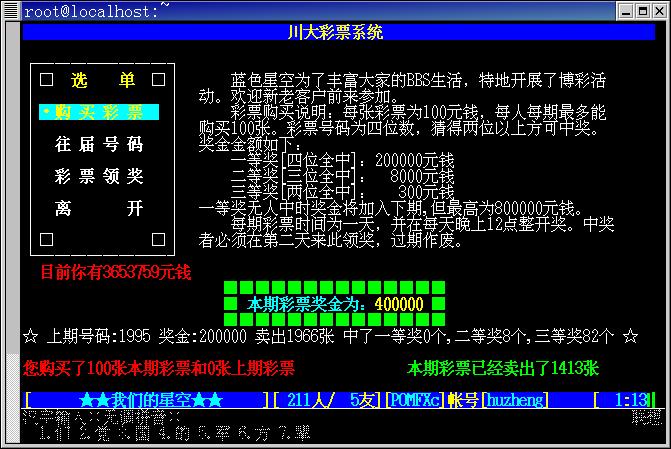 root@localhost:~
川大彩票系统
选 单
蓝色星空为了丰富大家的BBS生活，特地开展了博彩活
动。欢迎新老客户前来参加。
·购买彩票
彩票购买说明：每张彩票为100元钱，每人每期最多能
购买100张。彩票号码为四位数，猜得两位以上方可中奖。
往届号码
奖金金额如下：
一等奖[四位全中]：200000元钱
彩票领奖
二等奖[三位全中]： 8000元钱
三等奖[两位全中]： 300元钱
离 开
一等奖无人中时奖金将加入下期,但最高为800000元钱。
每期彩票时间为一天，并在每天晚上12点整开奖。中奖
者必须在第二天来此领奖，过期作废。
目前你有3653759元钱
本期彩票奖金为：400000
☆ 上期号码:1995 奖金:200000 卖出1966张 中了一等奖0个,二等奖8个,三等奖82个 ☆
您购买了100张本期彩票和0张上期彩票 本期彩票已经卖出了1413张
[ ★★我们的星空★★ ][ 211人/ 5友][POMFXc]帐号[huzheng] [ 1:13
汉字输入::无调拼音:: 联想
1.们 2.党 3.国 4.的 5.军 6.方 7.辈